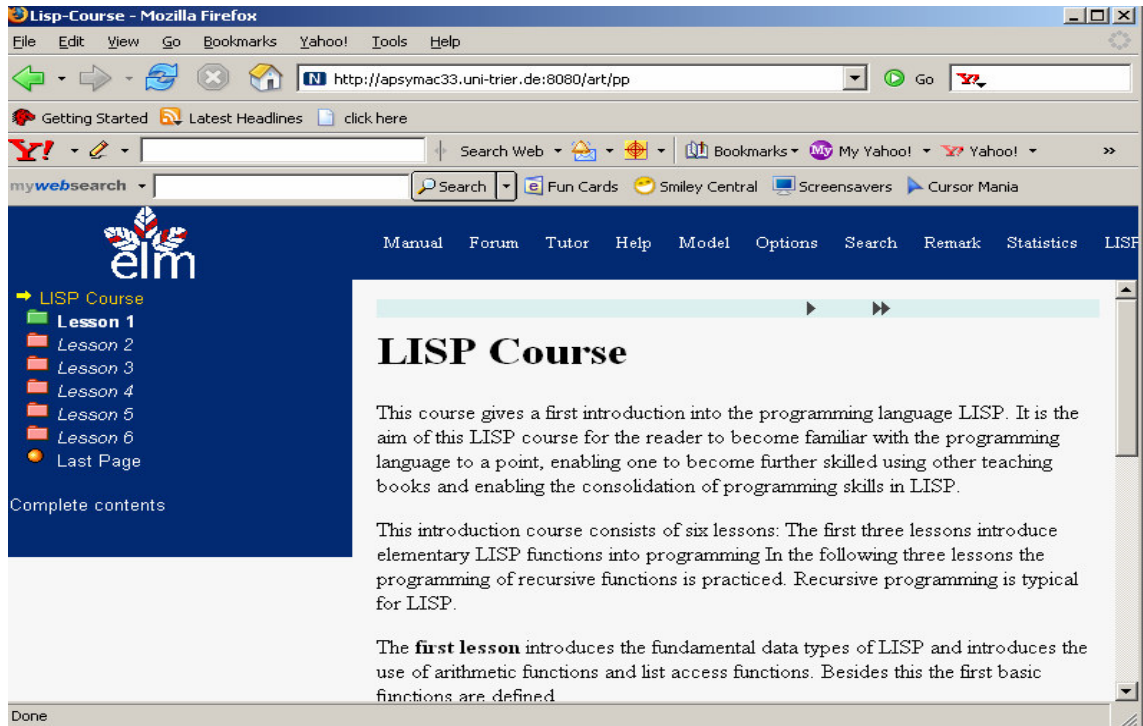 Lisp-Course - Mozilla Firefox
File Edit View Go Bookmarks Yahoo! Tools Help
N http://apsymac33.uni-trier.de:8080/art/pp Go Y!
Getting Started Latest Headlines click here
Y! Search Web Bookmarks My My Yahoo! Y! Yahoo! »
mywebsearch Search Fun Cards Smiley Central Screensavers Cursor Mania
elm
Manual Forum Tutor Help Model Options Search Remark Statistics LISP
LISP Course
Lesson 1
Lesson 2
Lesson 3
Lesson 4
Lesson 5
Lesson 6
Last Page
Complete contents
LISP Course
This course gives a first introduction into the programming language LISP. It is the
aim of this LISP course for the reader to become familiar with the programming
language to a point, enabling one to become further skilled using other teaching
books and enabling the consolidation of programming skills in LISP.
This introduction course consists of six lessons: The first three lessons introduce
elementary LISP functions into programming In the following three lessons the
programming of recursive functions is practiced. Recursive programming is typical
for LISP.
The first lesson introduces the fundamental data types of LISP and introduces the
use of arithmetic functions and list access functions. Besides this the first basic
functions are defined
Done